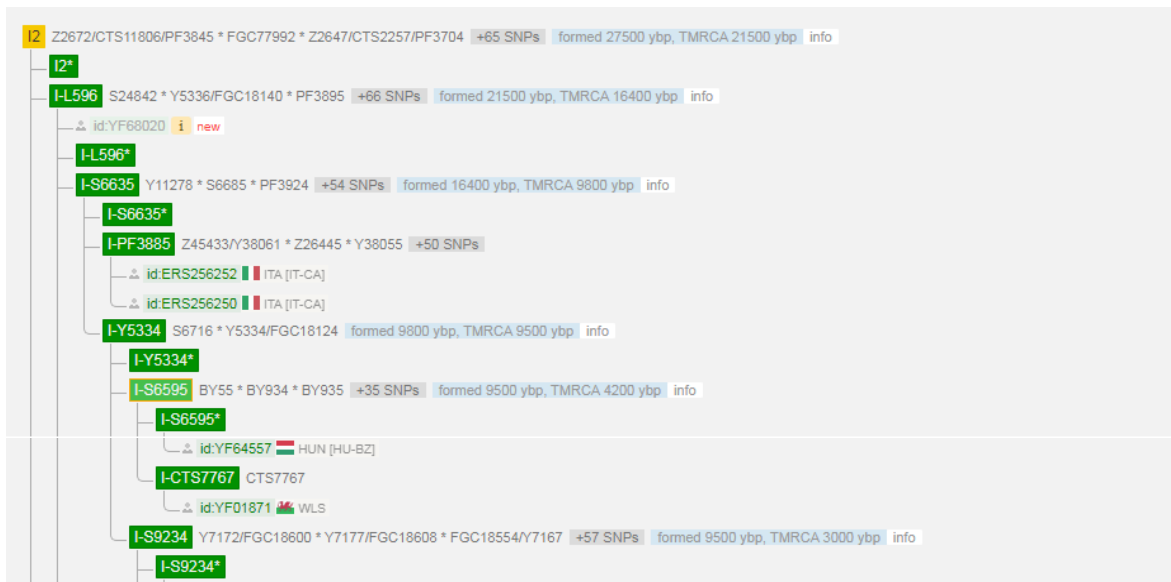 I2 Z2672/CTS11806/PF3845 * FGC77992 * Z2647/CTS2257/PF3704 +65 SNPs formed 27500 ybp, TMRCA 21500 ybp info
I2*
I-L596 S24842 * Y5336/FGC18140 * PF3895 +66 SNPs formed 21500 ybp, TMRCA 16400 ybp info
id:YF68020 i new
I-L596*
I-S6635 Y11278 * S6685 * PF3924 +54 SNPs formed 16400 ybp, TMRCA 9800 ybp info
I-S6635*
I-PF3885 Z45433/Y38061 * Z26445 * Y38055 +50 SNPs
id:ERS256252 ITA [IT-CA]
id:ERS256250 ITA [IT-CA]
I-Y5334 S6716 * Y5334/FGC18124 formed 9800 ybp, TMRCA 9500 ybp info
I-Y5334*
I-S6595 BY55 * BY934 * BY935 +35 SNPs formed 9500 ybp, TMRCA 4200 ybp info
I-S6595*
id:YF64557 HUN [HU-BZ]
I-CTS7767 CTS7767
id:YF01871 WLS
I-S9234 Y7172/FGC18600 * Y7177/FGC18608 * FGC18554/Y7167 +57 SNPs formed 9500 ybp, TMRCA 3000 ybp info
I-S9234*